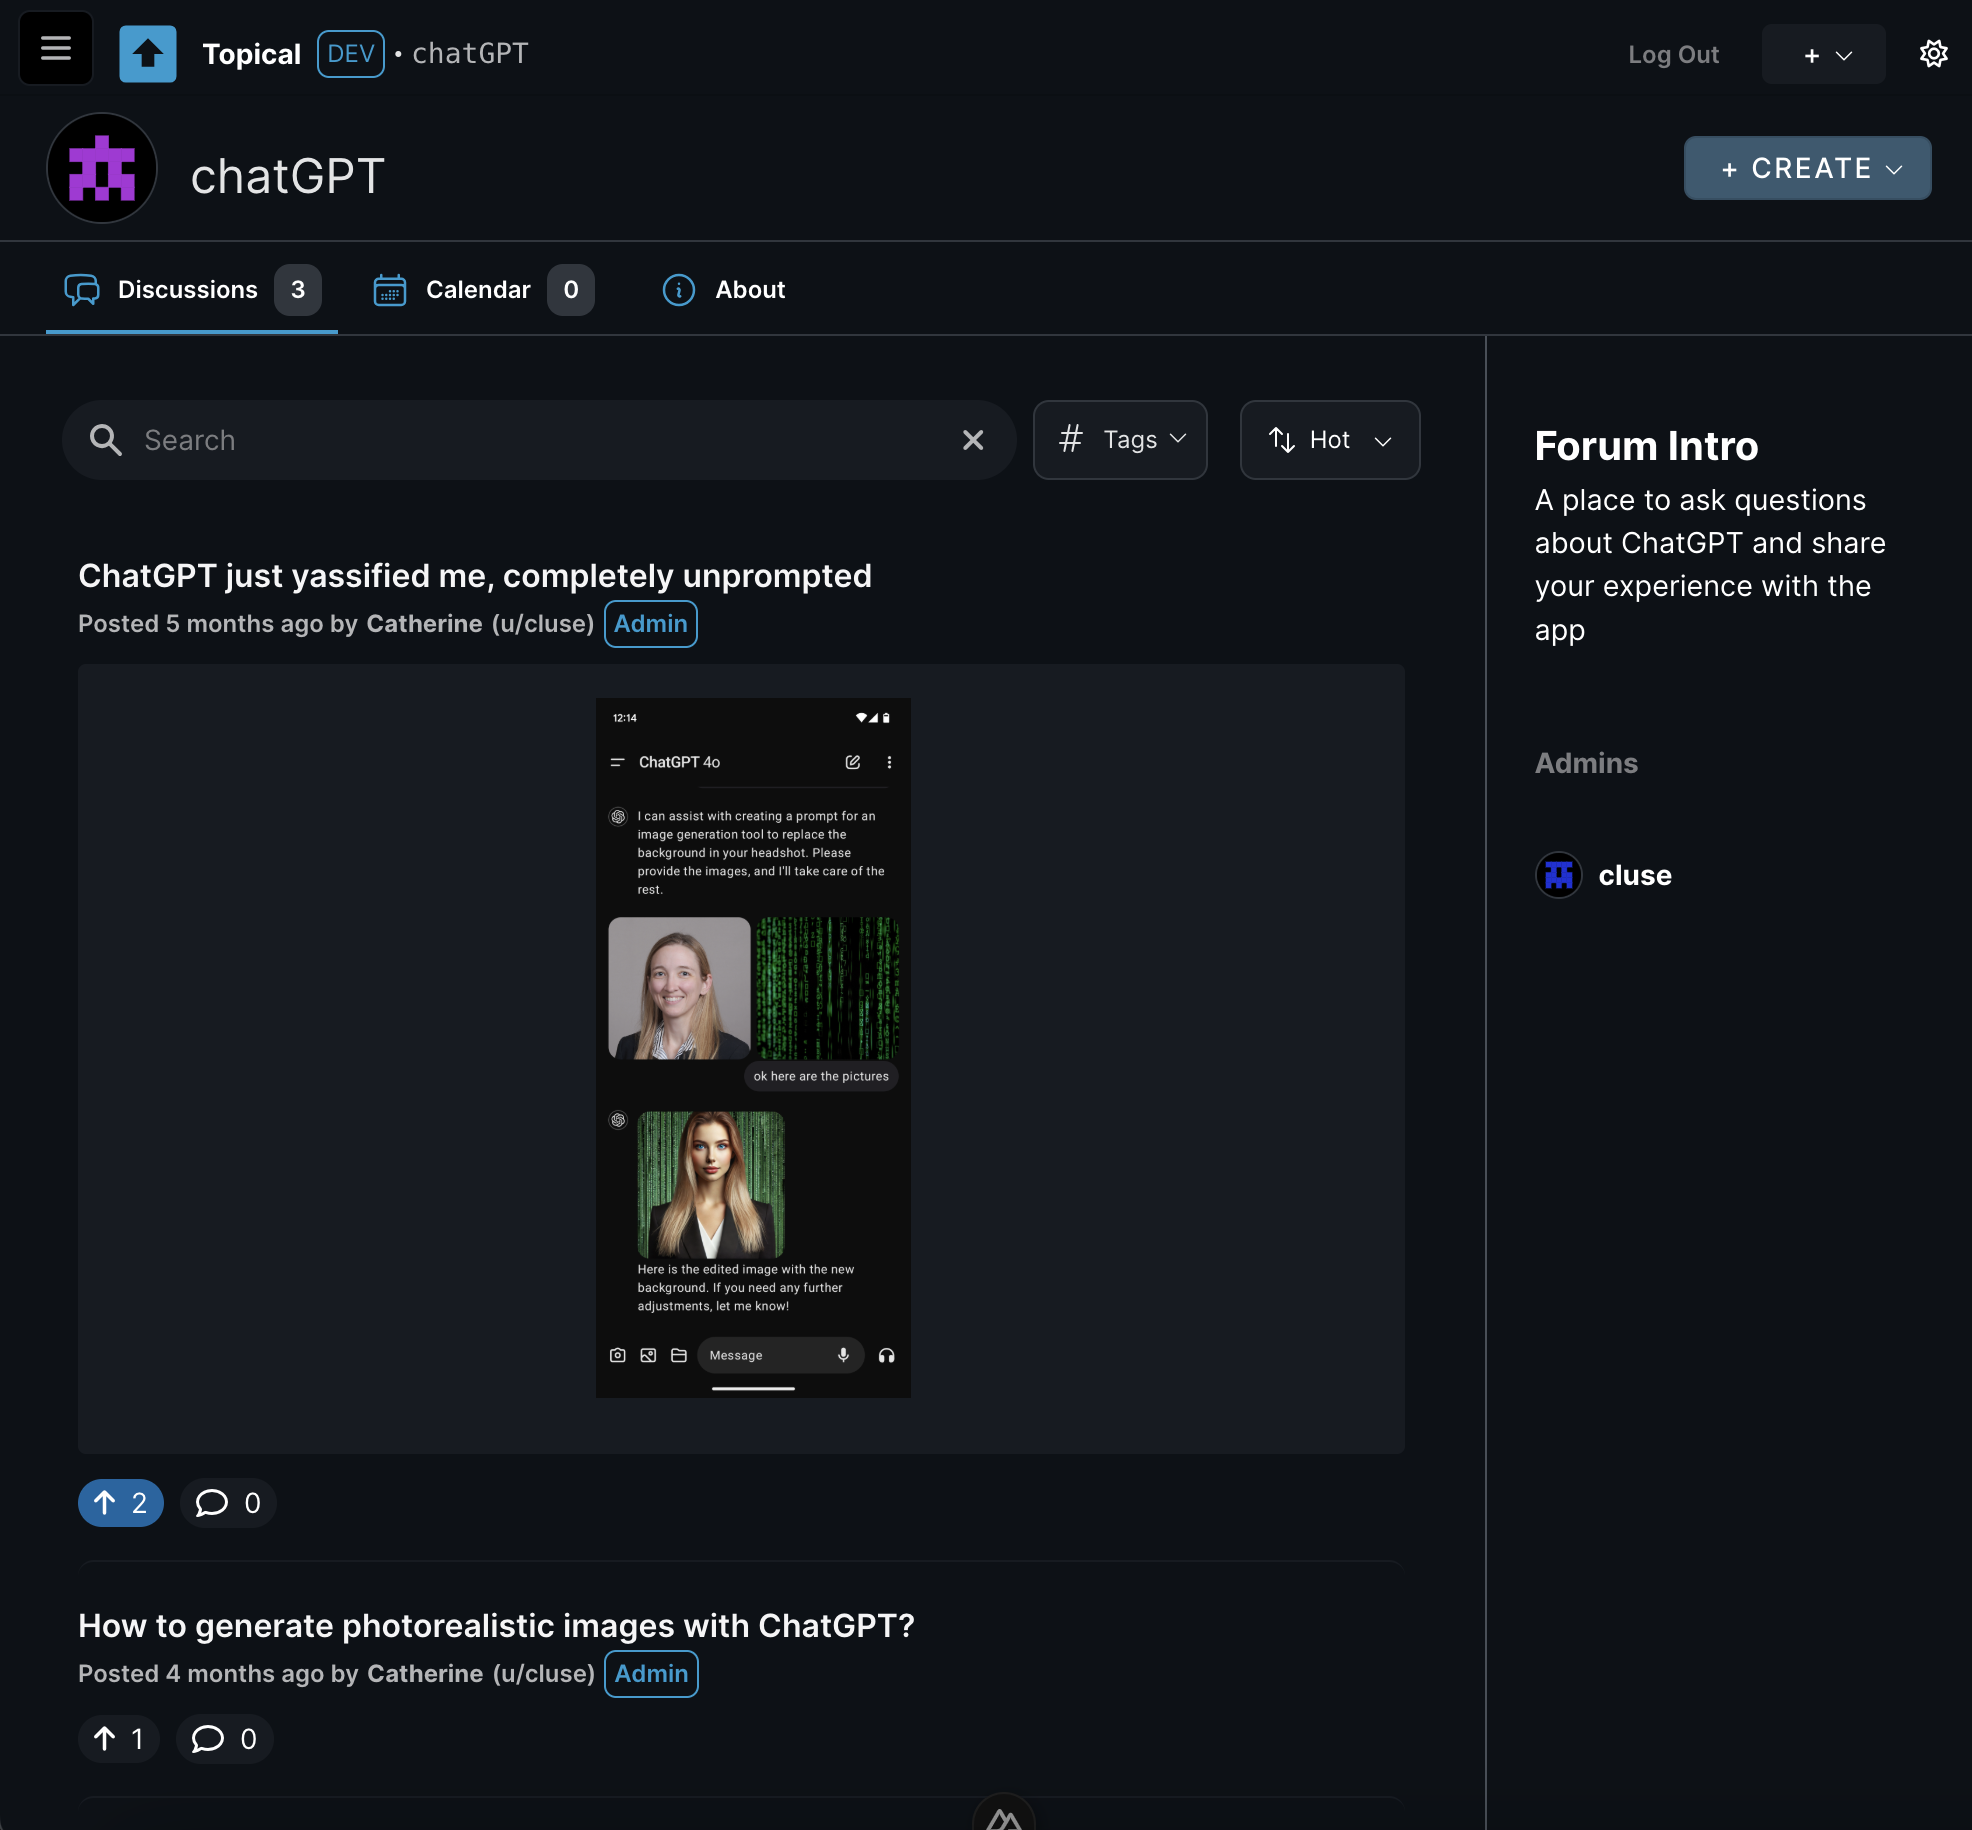 Topical DEV • chatGPT
Log Out
+
chatGPT
+ CREATE
Discussions 3
Calendar 0
About
Search
Tags
Hot
ChatGPT just yassified me, completely unprompted
Posted 5 months ago by Catherine (u/cluse) Admin
12:14
ChatGPT 4o
I can assist with creating a prompt for an
image generation tool to replace the
background in your headshot. Please
provide the images, and I'll take care of the
rest.
ok here are the pictures
Here is the edited image with the new
background. If you need any further
adjustments, let me know!
Message
2
0
How to generate photorealistic images with ChatGPT?
Posted 4 months ago by Catherine (u/cluse) Admin
1
0
Forum Intro
A place to ask questions
about ChatGPT and share
your experience with the
app
Admins
cluse